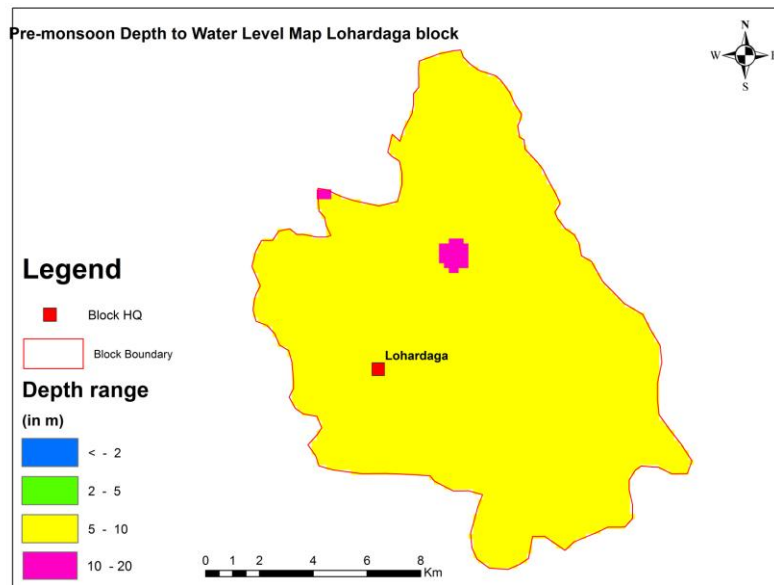 Pre-monsoon Depth to Water Level Map Lohardaga block
N
W
E
S
Legend
Block HQ
Block Boundary
Depth range
(in m)
< - 2
2 - 5
5 - 10
10 - 20
Lohardaga
0 1 2 4 6 8
Km